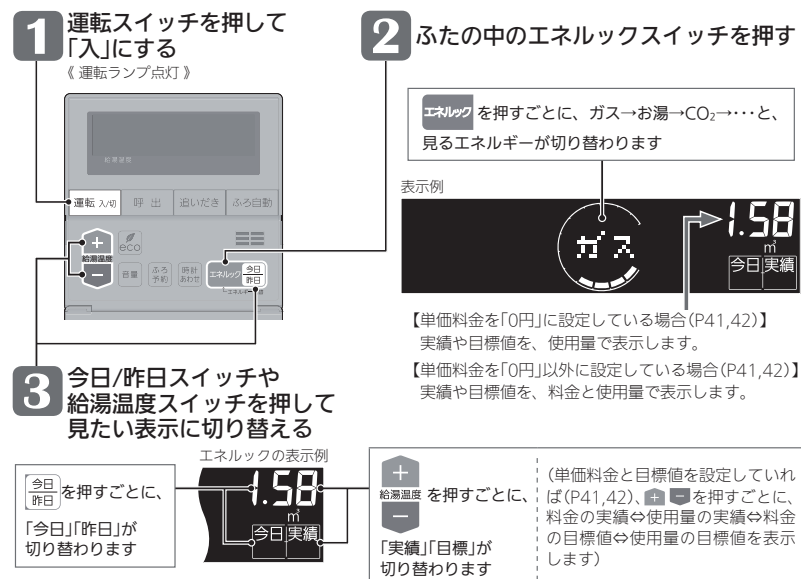 1 運転スイッチを押して
「入」にする
《 運転ランプ点灯 》
給湯温度
運転 入/切 呼 出 追いだき ふろ自動
+ eco
給湯温度
− 音量 ふろ予約 時計あわせ エネルック 今日 昨日
2 ふたの中のエネルックスイッチを押す
エネルック を押すごとに、ガス→お湯→CO₂→･･･と、
見るエネルギーが切り替わります
表示例
ガス 1.58
㎥
今日 実績
【単価料金を「0円」に設定している場合(P41,42)】
実績や目標値を、使用量で表示します。
【単価料金を「0円」以外に設定している場合(P41,42)】
実績や目標値を、料金と使用量で表示します。
3 今日/昨日スイッチや
給湯温度スイッチを押して
見たい表示に切り替える
エネルックの表示例
今日
昨日 を押すごとに、
「今日」「昨日」が
切り替わります
1.58
㎥
今日 実績
+
給湯温度 を押すごとに、
−
「実績」「目標」が
切り替わります
(単価料金と目標値を設定していれ
ば(P41,42)、+ − を押すごとに、
料金の実績⇔使用量の実績⇔料金
の目標値⇔使用量の目標値を表示
します)